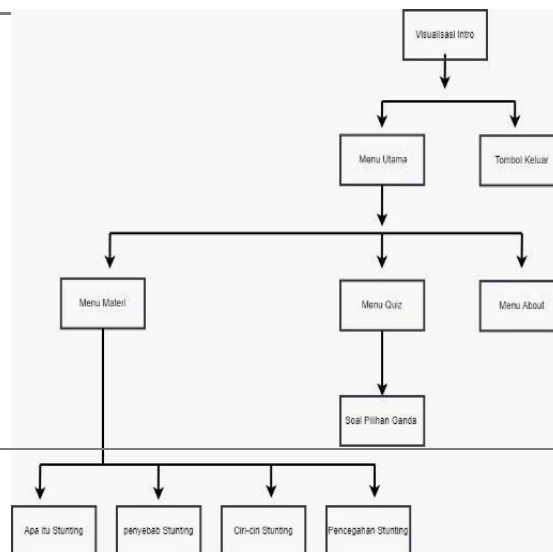 Visualisasi Intro
Menu Utama
Tombol Keluar
Menu Materi
Menu Quiz
Menu About
Soal Pilihan Ganda
Apa itu Stunting
penyebab Stunting
Ciri-ciri Stunting
Pencegahan Stunting